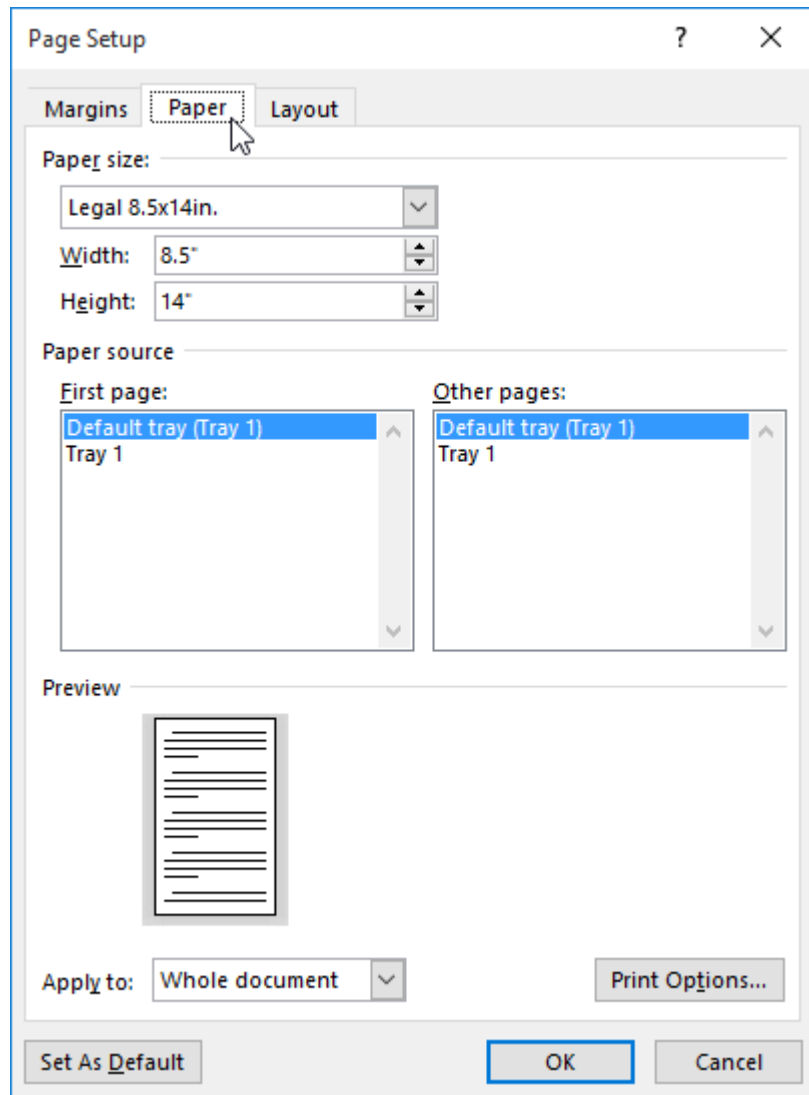 Page Setup ?
Margins Paper Layout
Paper size:
Legal 8.5x14in.
Width: 8.5"
Height: 14"
Paper source
First page: Other pages:
Default tray (Tray 1) Default tray (Tray 1)
Tray 1 Tray 1
Preview
Apply to: Whole document Print Options...
Set As Default OK Cancel